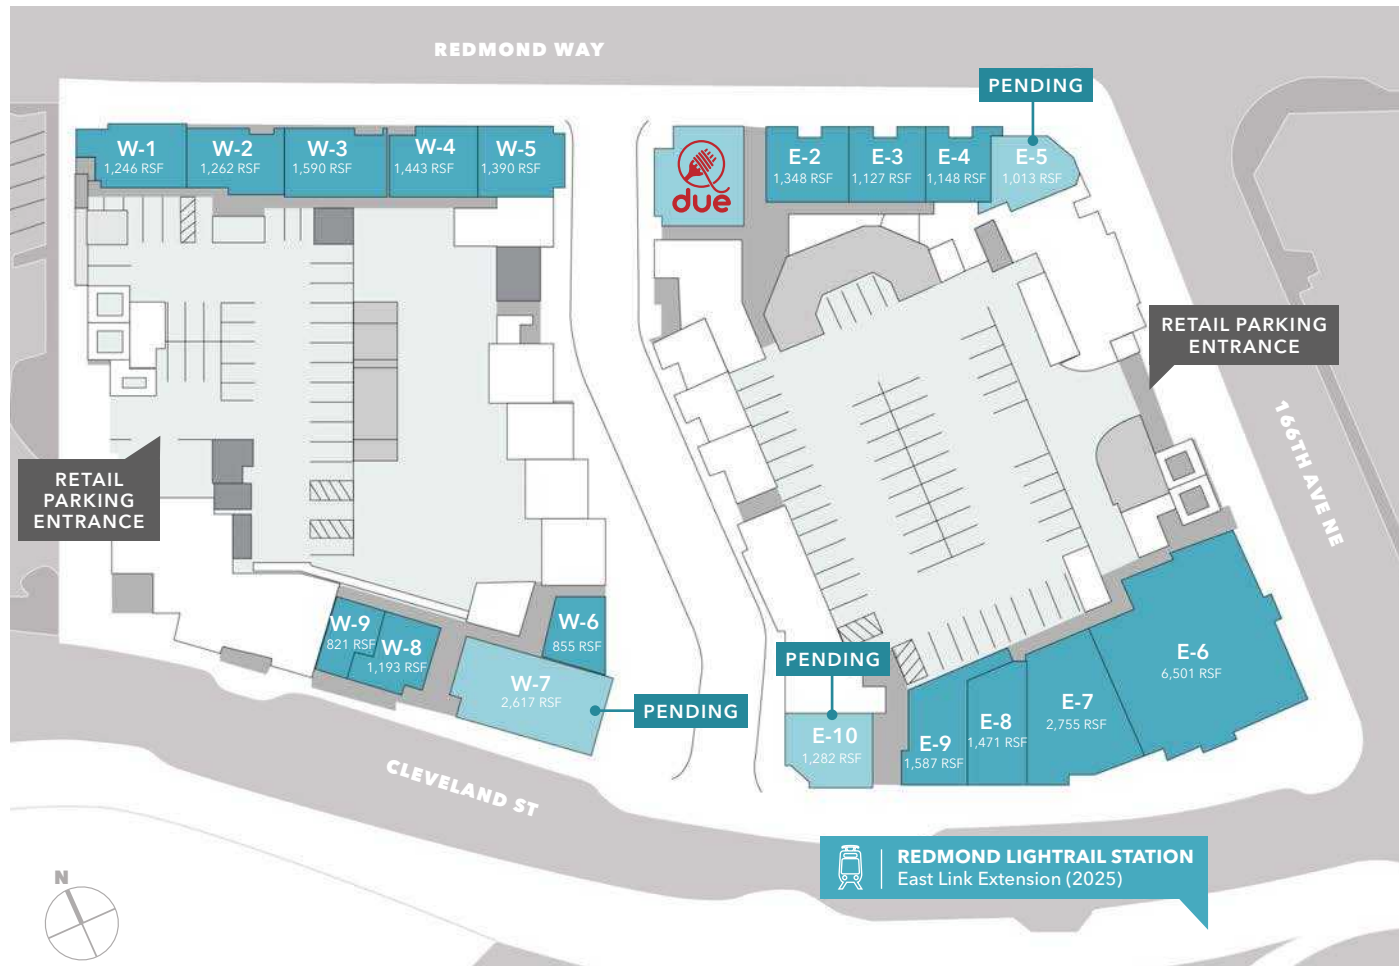 REDMOND WAY
PENDING
W-1
1,246 RSF
W-2
1,262 RSF
W-3
1,590 RSF
W-4
1,443 RSF
W-5
1,390 RSF
due
E-2
1,348 RSF
E-3
1,127 RSF
E-4
1,148 RSF
E-5
1,013 RSF
RETAIL PARKING
ENTRANCE
166TH AVE NE
RETAIL
PARKING
ENTRANCE
W-9
821 RSF
W-8
1,193 RSF
W-6
855 RSF
W-7
2,617 RSF
PENDING
PENDING
E-10
1,282 RSF
E-9
1,587 RSF
E-8
1,471 RSF
E-7
2,755 RSF
E-6
6,501 RSF
CLEVELAND ST
REDMOND LIGHTRAIL STATION
East Link Extension (2025)
N